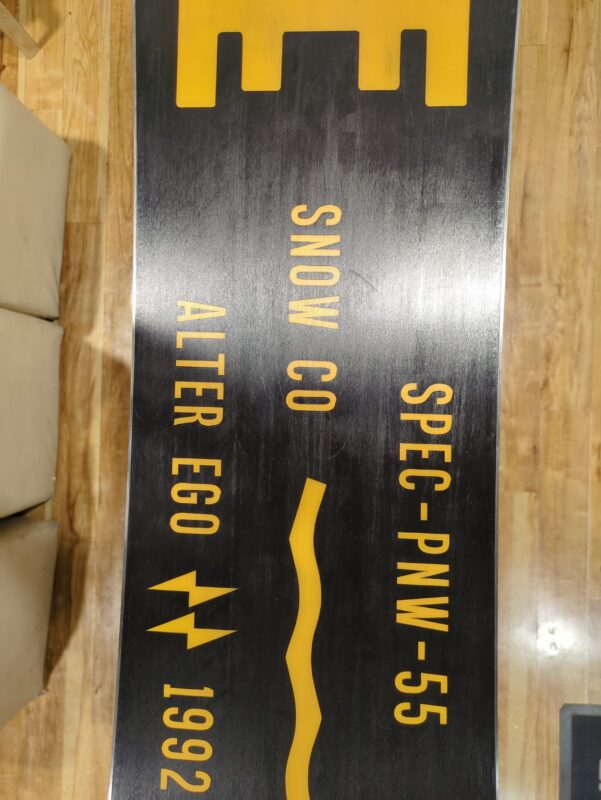 E
SNOW CO
SPEC-PNW-55
ALTER EGO ⚡⚡ 1992